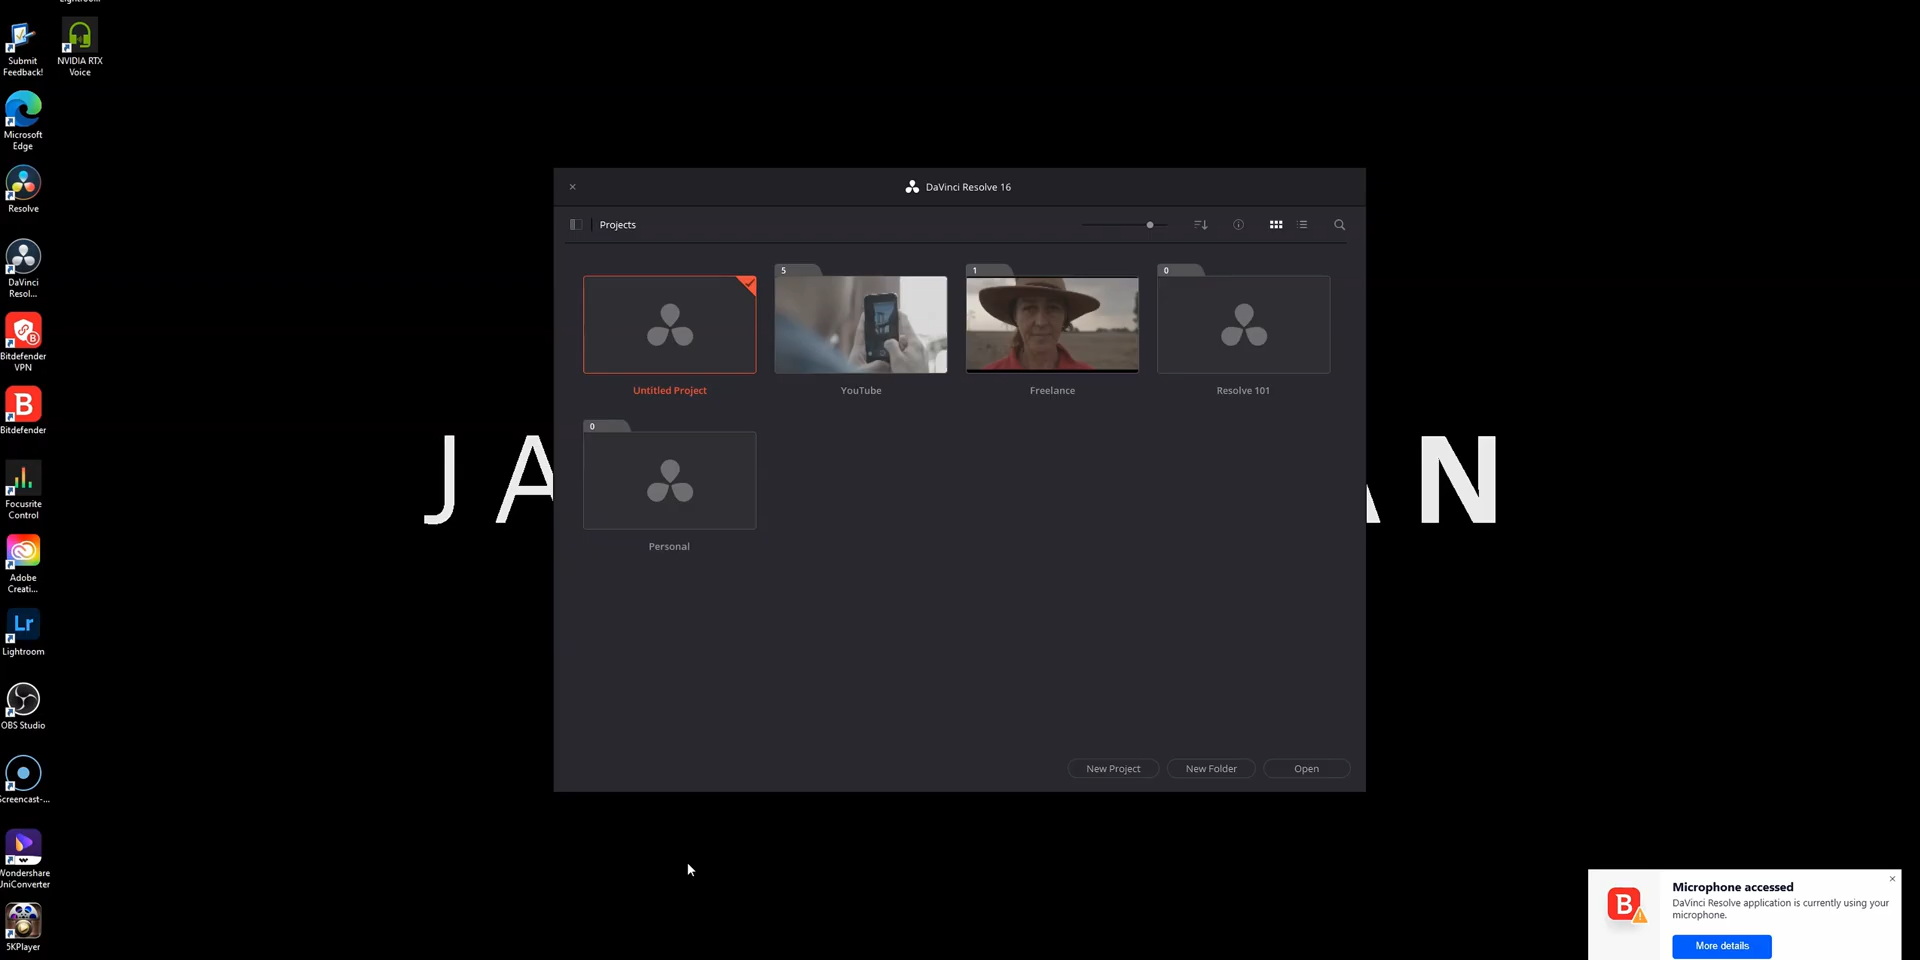 Submit
Feedback!
NVIDIA RTX
Voice
Microsoft
Edge
Resolve
DaVinci
Resol...
Bitdefender
VPN
B
Bitdefender
Focusrite
Control
Adobe
Creati...
Lr
Lightroom
OBS Studio
Screencast-...
Wondershare
UniConverter
5KPlayer
DaVinci Resolve 16
Projects
5
1
0
Untitled Project
YouTube
Freelance
Resolve 101
0
Personal
J A
A N
New Project
New Folder
Open
B
Microphone accessed
DaVinci Resolve application is currently using your
microphone.
More details